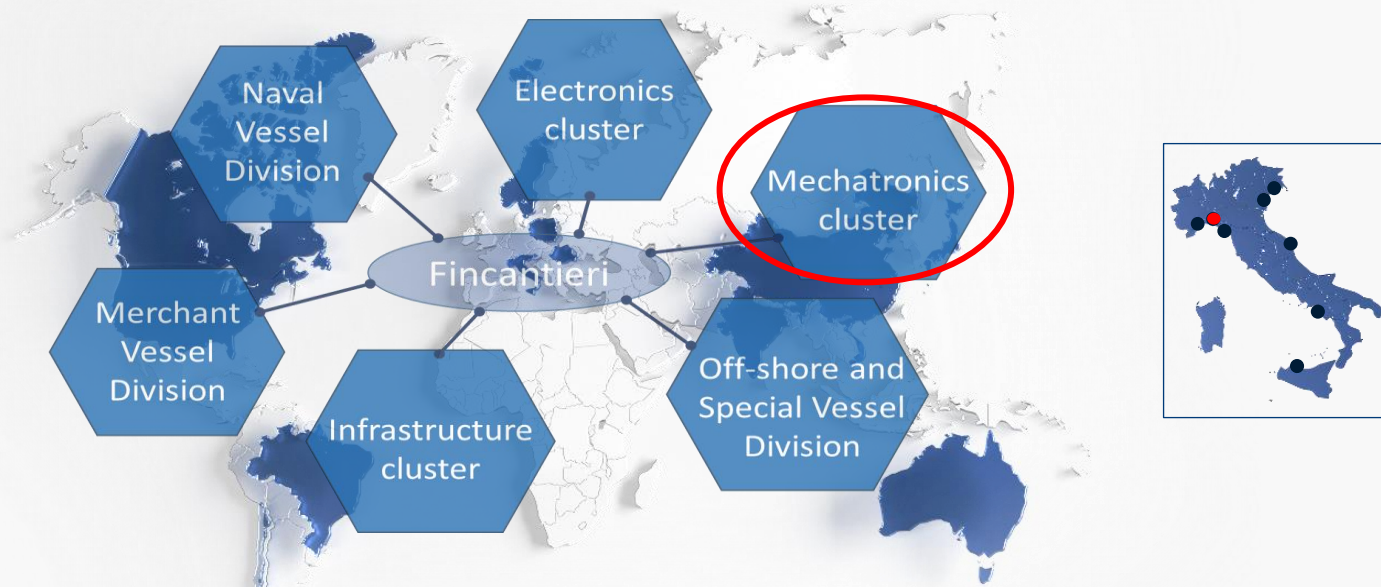 Naval
Vessel
Division
Electronics
cluster
Mechatronics
cluster
Fincantieri
Merchant
Vessel
Division
Infrastructure
cluster
Off-shore and
Special Vessel
Division